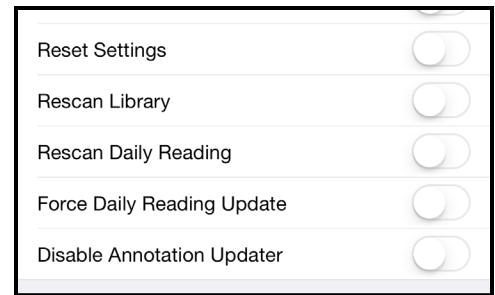 Reset Settings
Rescan Library
Rescan Daily Reading
Force Daily Reading Update
Disable Annotation Updater